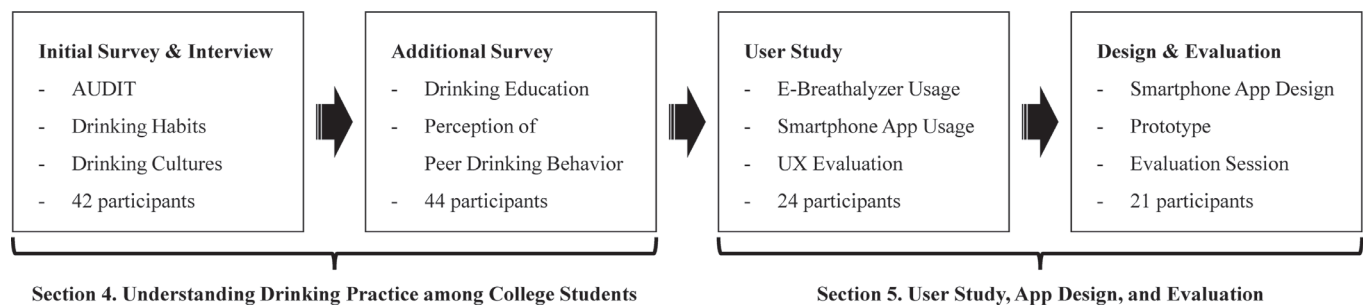 Initial Survey & Interview
- AUDIT
- Drinking Habits
- Drinking Cultures
- 42 participants
Additional Survey
- Drinking Education
- Perception of
Peer Drinking Behavior
- 44 participants
User Study
- E-Breathalyzer Usage
- Smartphone App Usage
- UX Evaluation
- 24 participants
Design & Evaluation
- Smartphone App Design
- Prototype
- Evaluation Session
- 21 participants
Section 4. Understanding Drinking Practice among College Students
Section 5. User Study, App Design, and Evaluation